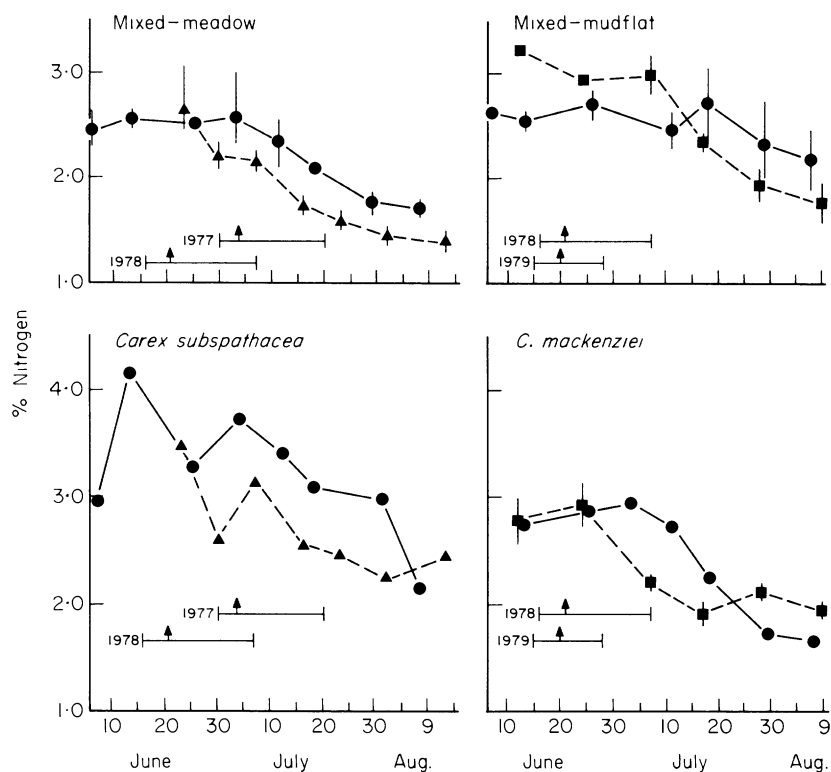 Mixed–meadow
Mixed–mudflat
3·0
2·0
1·0
1977
1978
1978
1979
% Nitrogen
Carex subspathacea
C. mackenziei
4·0
3·0
2·0
1·0
1977
1978
1978
1979
10 20 30 10 20 30 9
10 20 30 10 20 30 9
June July Aug.
June July Aug.